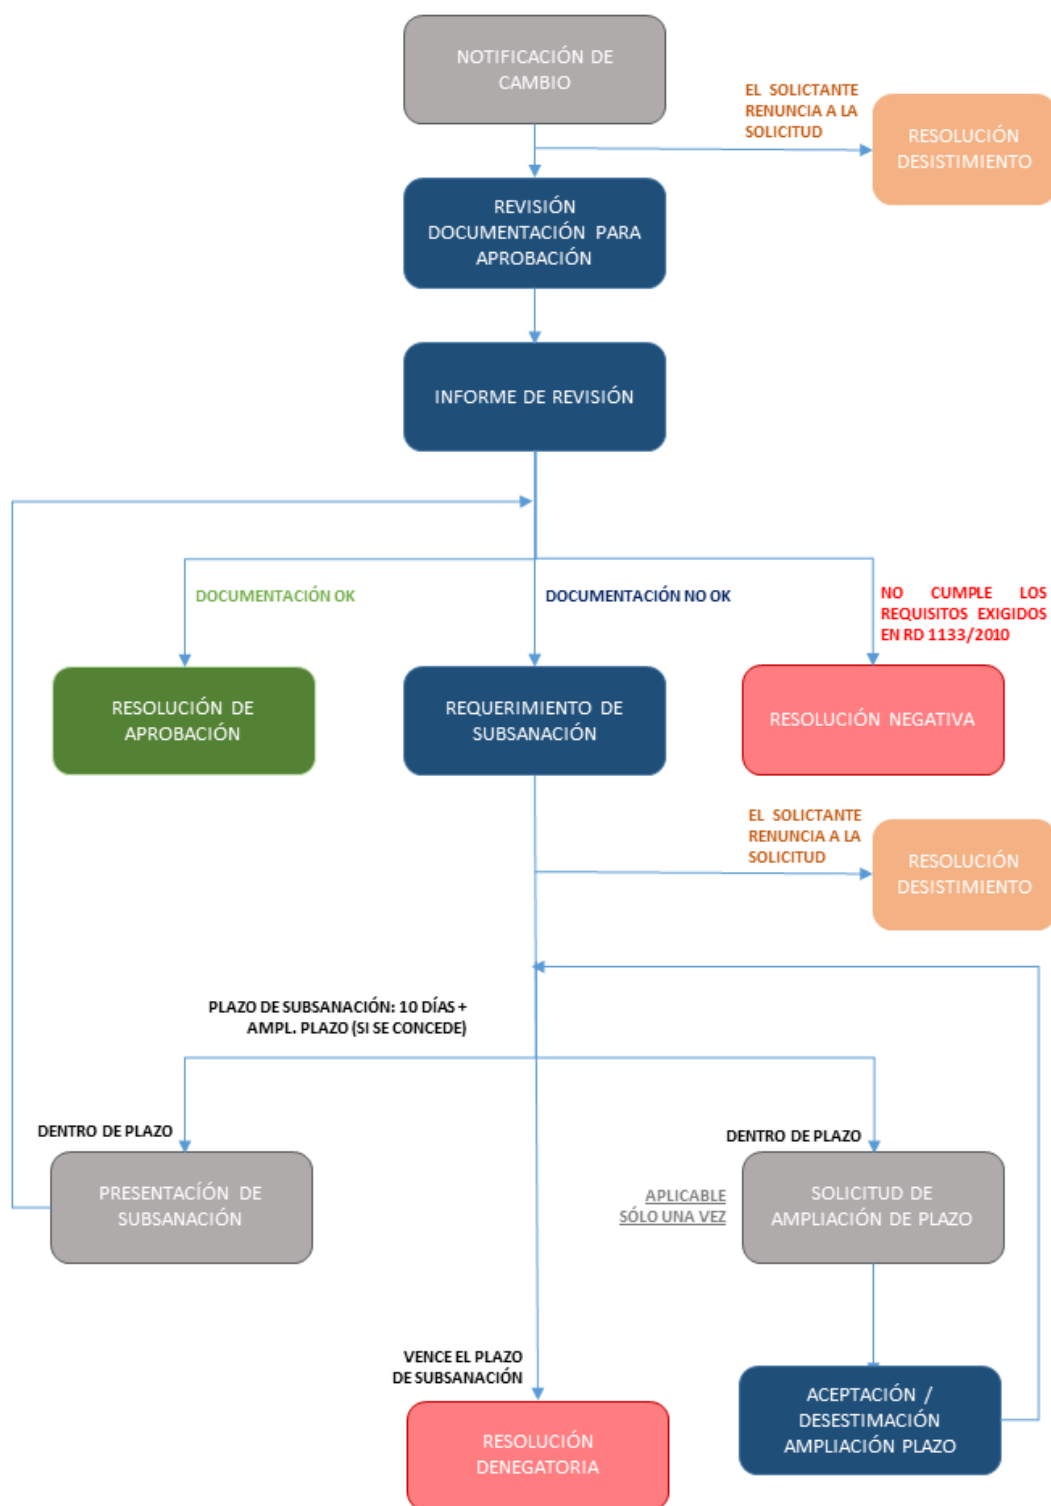 NOTIFICACIÓN DE
CAMBIO
EL SOLICTANTE
RENUNCIA A LA
SOLICITUD
RESOLUCIÓN
DESISTIMIENTO
REVISIÓN
DOCUMENTACIÓN PARA
APROBACIÓN
INFORME DE REVISIÓN
DOCUMENTACIÓN OK
DOCUMENTACIÓN NO OK
NO CUMPLE LOS
REQUISITOS EXIGIDOS
EN RD 1133/2010
RESOLUCIÓN DE
APROBACIÓN
REQUERIMIENTO DE
SUBSANACIÓN
RESOLUCIÓN NEGATIVA
EL SOLICTANTE
RENUNCIA A LA
SOLICITUD
RESOLUCIÓN
DESISTIMIENTO
PLAZO DE SUBSANACIÓN: 10 DÍAS +
AMPL. PLAZO (SI SE CONCEDE)
DENTRO DE PLAZO
DENTRO DE PLAZO
PRESENTACÍÓN DE
SUBSANACIÓN
APLICABLE
SÓLO UNA VEZ
SOLICITUD DE
AMPLIACIÓN DE PLAZO
VENCE EL PLAZO
DE SUBSANACIÓN
RESOLUCIÓN
DENEGATORIA
ACEPTACIÓN /
DESESTIMACIÓN
AMPLIACIÓN PLAZO